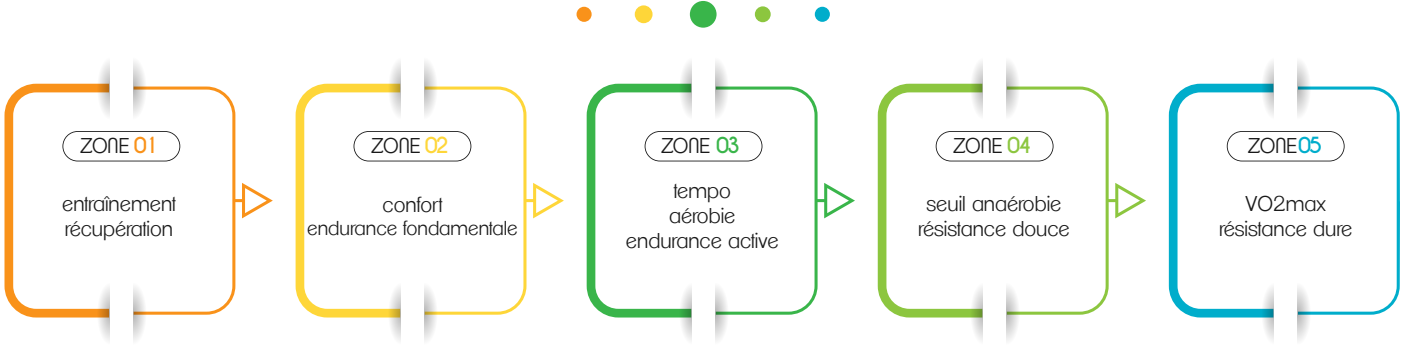 ZONE 01
entraînement
récupération
ZONE 02
confort
endurance fondamentale
ZONE 03
tempo
aérobie
endurance active
ZONE 04
seuil anaérobie
résistance douce
ZONE05
VO2max
résistance dure